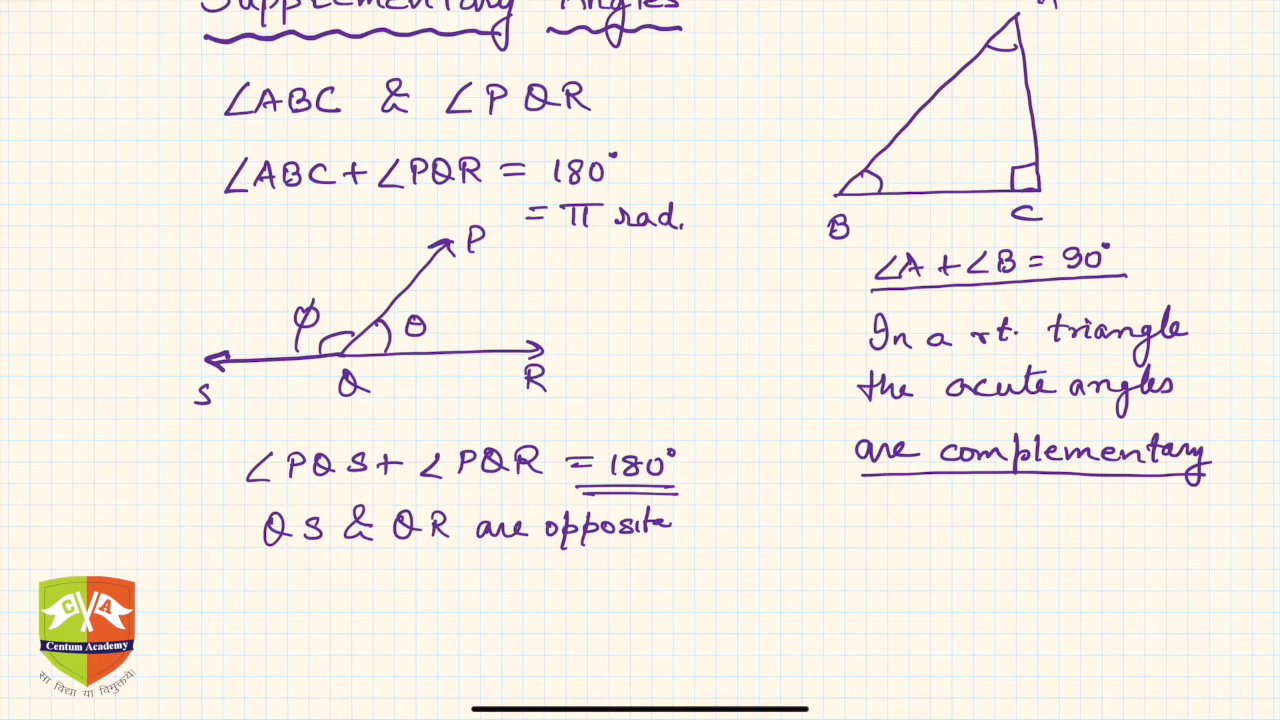 Supplementary Angles
∠ABC & ∠PQR
∠ABC + ∠PQR = 180°
= π rad.
P
φ
θ
S
Q
R
∠PQS + ∠PQR = 180°
QS & QR are opposite
A
B
C
∠A + ∠B = 90°
In a rt. triangle
the acute angles
are complementary
C A
Centum Academy
सा विद्या या विमुक्तये।